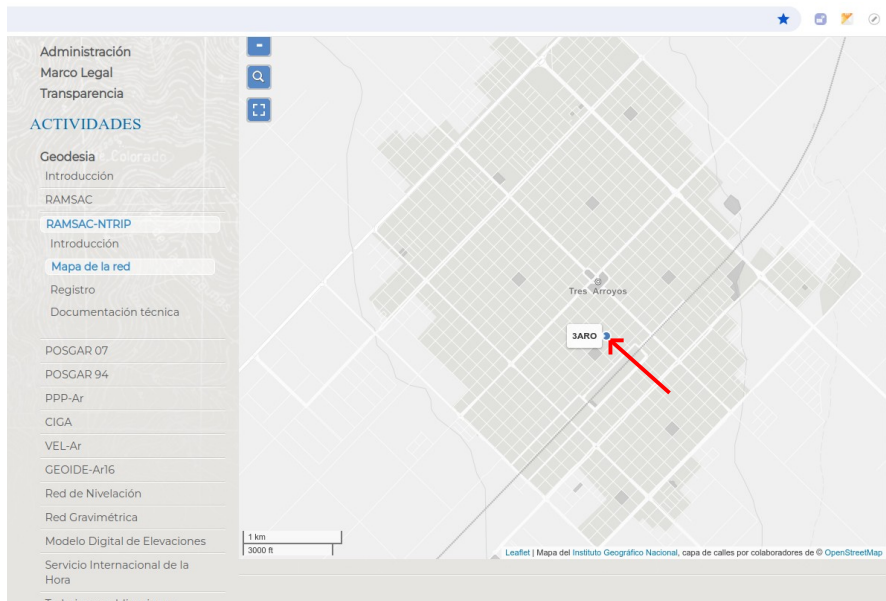 Administración
Marco Legal
Transparencia
ACTIVIDADES
Geodesia
Introducción
RAMSAC
RAMSAC-NTRIP
Introducción
Mapa de la red
Registro
Documentación técnica
POSGAR 07
POSGAR 94
PPP-Ar
CIGA
VEL-Ar
GEOIDE-Ar16
Red de Nivelación
Red Gravimétrica
Modelo Digital de Elevaciones
Servicio Internacional de la
Hora
-
Tres Arroyos
3ARO
1 km
3000 ft
Leaflet | Mapa del Instituto Geográfico Nacional, capa de calles por colaboradores de © OpenStreetMap